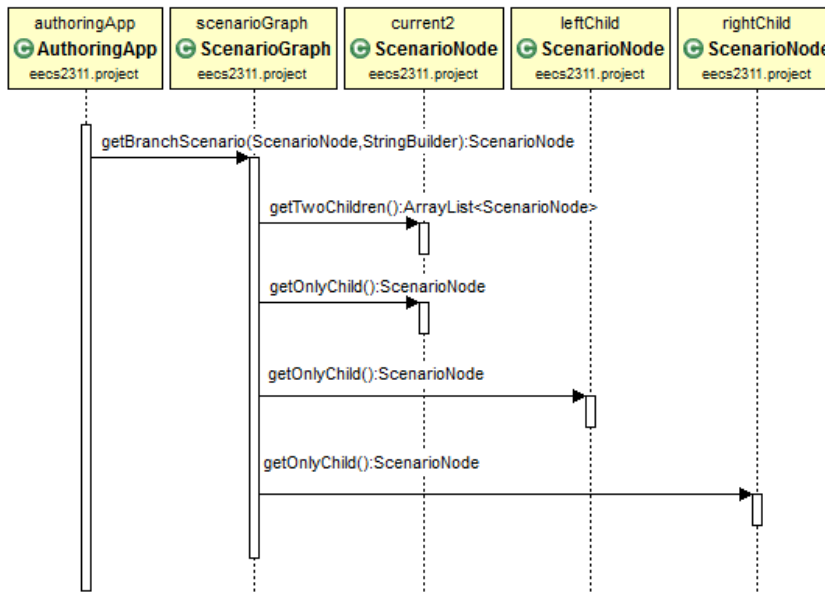 authoringApp
C AuthoringApp
eecs2311.project
scenarioGraph
C ScenarioGraph
eecs2311.project
current2
C ScenarioNode
eecs2311.project
leftChild
C ScenarioNode
eecs2311.project
rightChild
C ScenarioNode
eecs2311.project
getBranchScenario(ScenarioNode,StringBuilder):ScenarioNode
getTwoChildren():ArrayList<ScenarioNode>
getOnlyChild():ScenarioNode
getOnlyChild():ScenarioNode
getOnlyChild():ScenarioNode